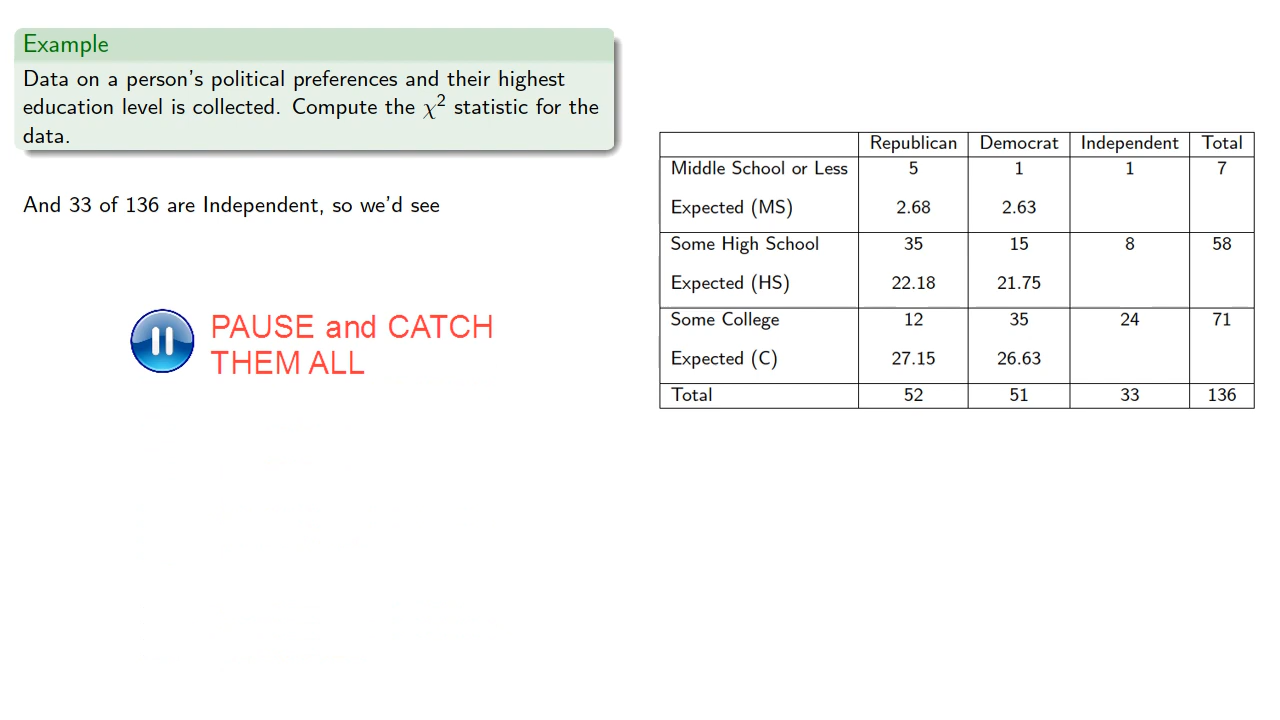 Example
Data on a person's political preferences and their highest
education level is collected. Compute the χ² statistic for the
data.
And 33 of 136 are Independent, so we'd see
PAUSE and CATCH
THEM ALL
Republican Democrat Independent Total
Middle School or Less 5 1 1 7
Expected (MS) 2.68 2.63
Some High School 35 15 8 58
Expected (HS) 22.18 21.75
Some College 12 35 24 71
Expected (C) 27.15 26.63
Total 52 51 33 136